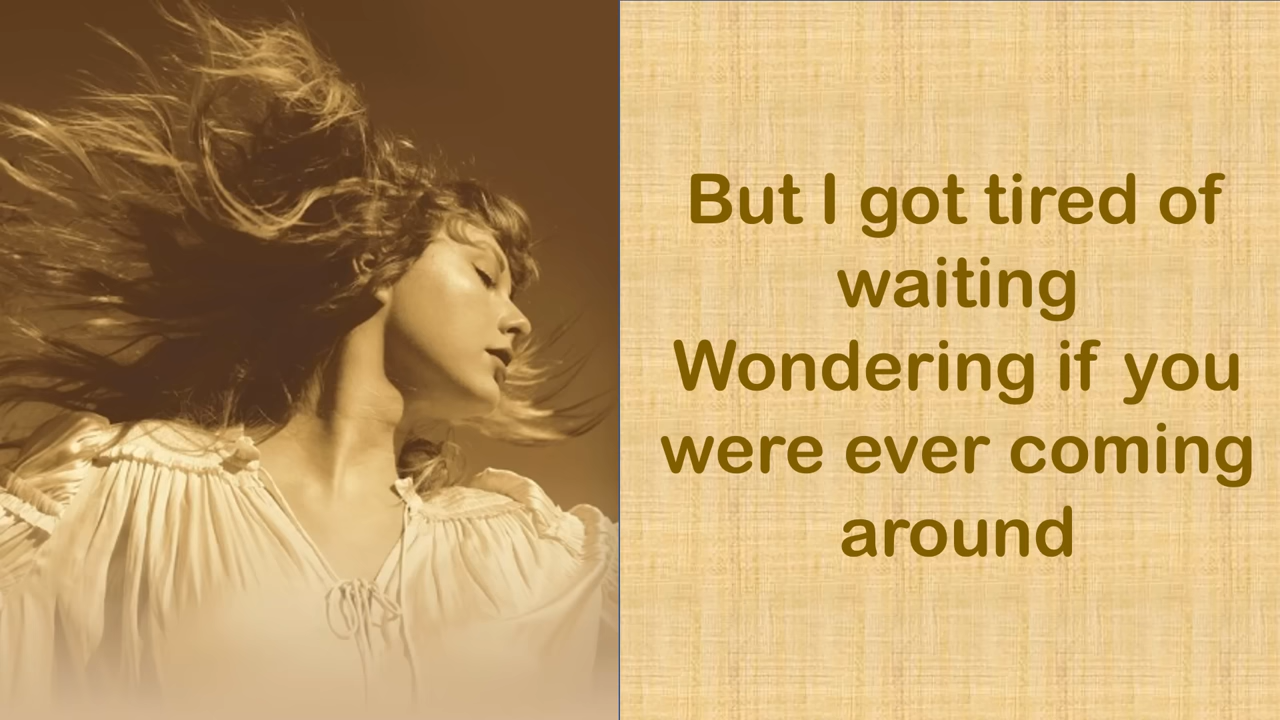 But I got tired of
waiting
Wondering if you
were ever coming
around